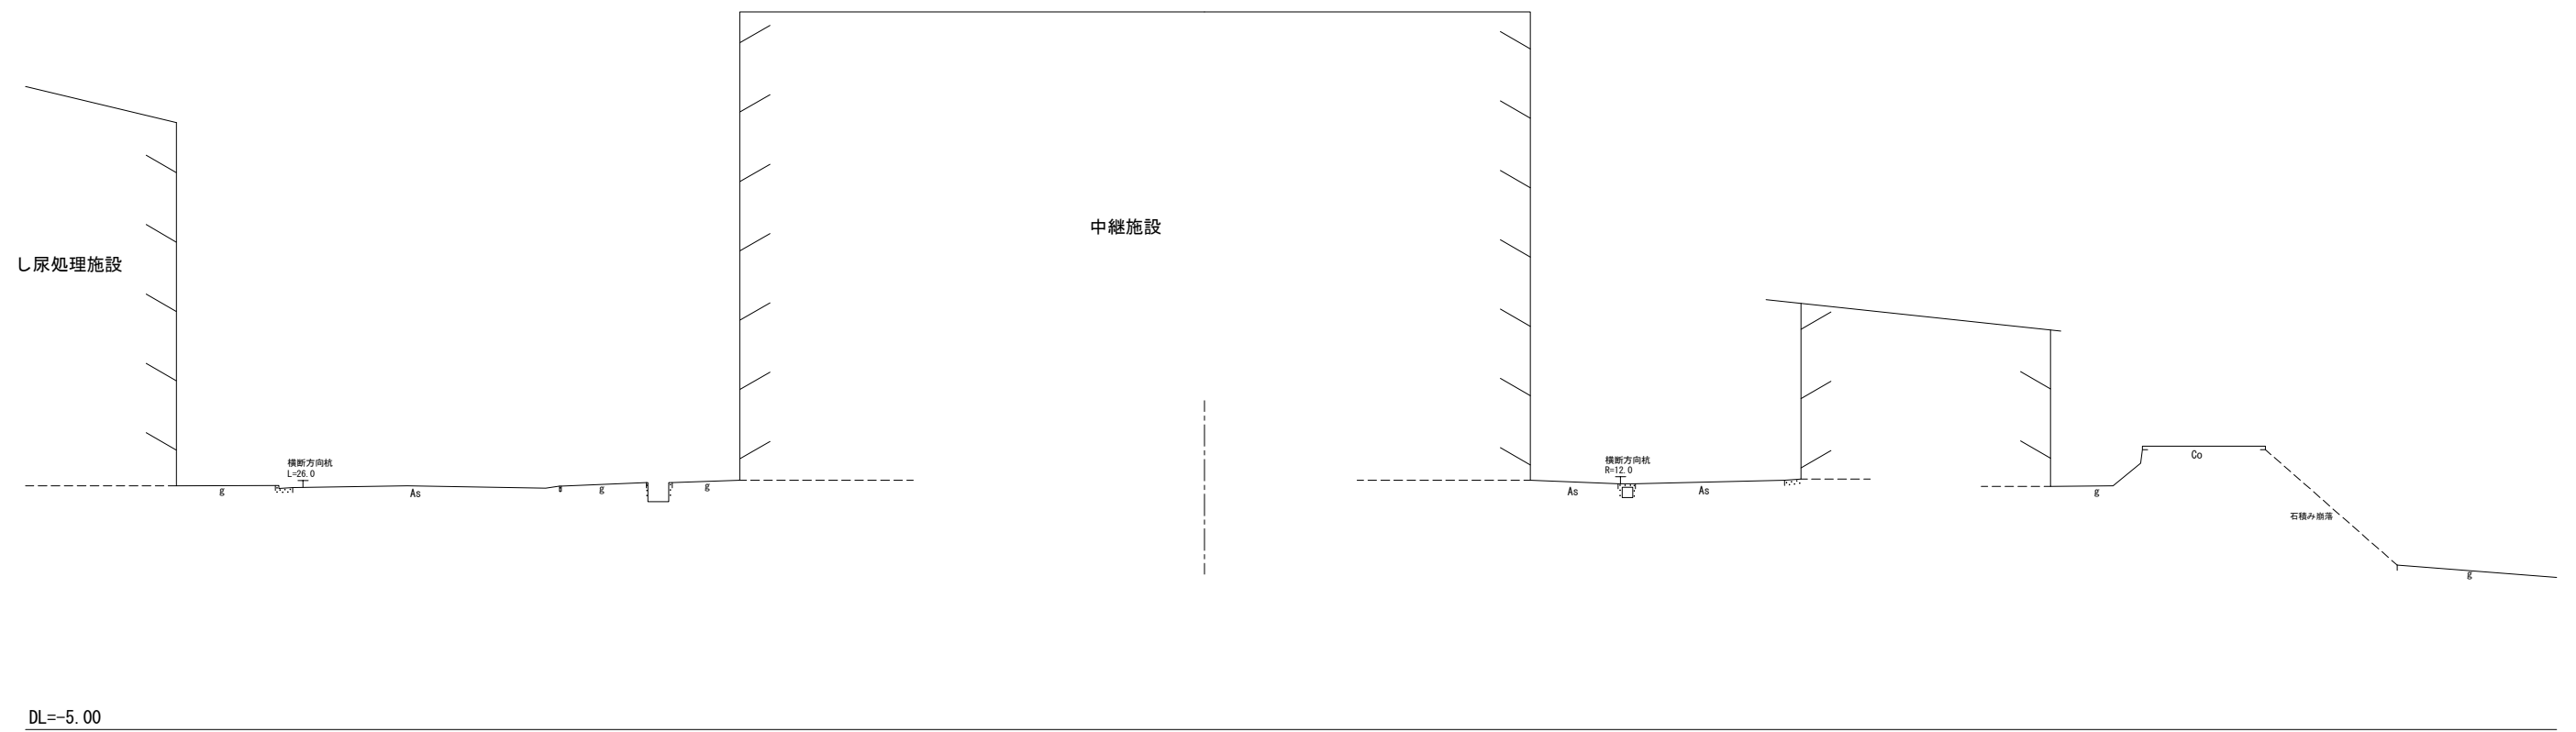 中継施設
し尿処理施設
横断方向杭
L=26.0
横断方向杭
R=12.0
Co
g
As
g
g
As
As
g
石積み崩落
g
DL=-5.00